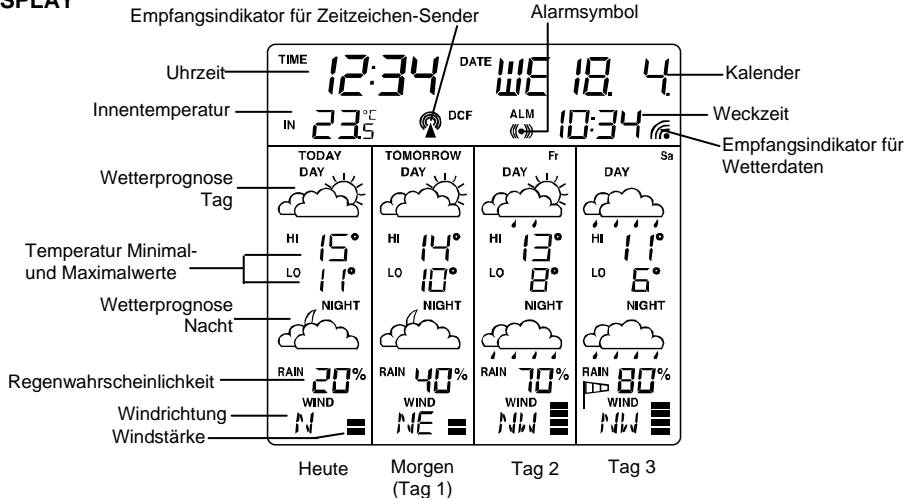 SPLAY
Empfangsindikator für Zeitzeichen-Sender
Alarmsymbol
Uhrzeit
TIME 12:34 DATE WE 18. 4.
Kalender
Innentemperatur
IN 23.5 °C DCF ALM 10:34
Weckzeit
Empfangsindikator für
Wetterdaten
TODAY TOMORROW Fr Sa
DAY DAY DAY DAY
Wetterprognose
Tag
HI 15° HI 14° HI 13° HI 11°
Temperatur Minimal-
und Maximalwerte
LO 11° LO 10° LO 8° LO 6°
Wetterprognose
Nacht
NIGHT NIGHT NIGHT NIGHT
Regenwahrscheinlichkeit
RAIN 20% RAIN 40% RAIN 70% RAIN 80%
WIND WIND WIND WIND
Windrichtung
N NE NW NW
Windstärke
Heute Morgen Tag 2 Tag 3
(Tag 1)